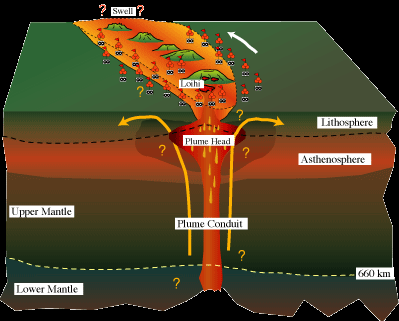 ? Swell ?
Loihi
?
?
Lithosphere
Plume Head
?
?
Asthenosphere
Upper Mantle
Plume Conduit
?
660 km
?
Lower Mantle